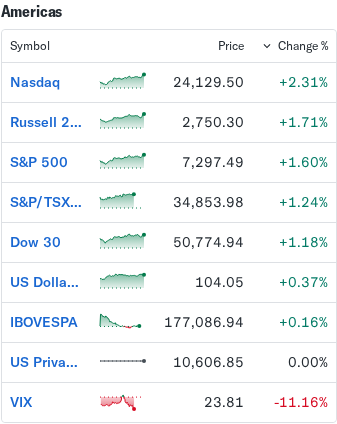 Americas
Symbol Price Change %
Nasdaq 24,129.50 +2.31%
Russell 2... 2,750.30 +1.71%
S&P 500 7,297.49 +1.60%
S&P/TSX... 34,853.98 +1.24%
Dow 30 50,774.94 +1.18%
US Dolla... 104.05 +0.37%
IBOVESPA 177,086.94 +0.16%
US Priva... 10,606.85 0.00%
VIX 23.81 -11.16%